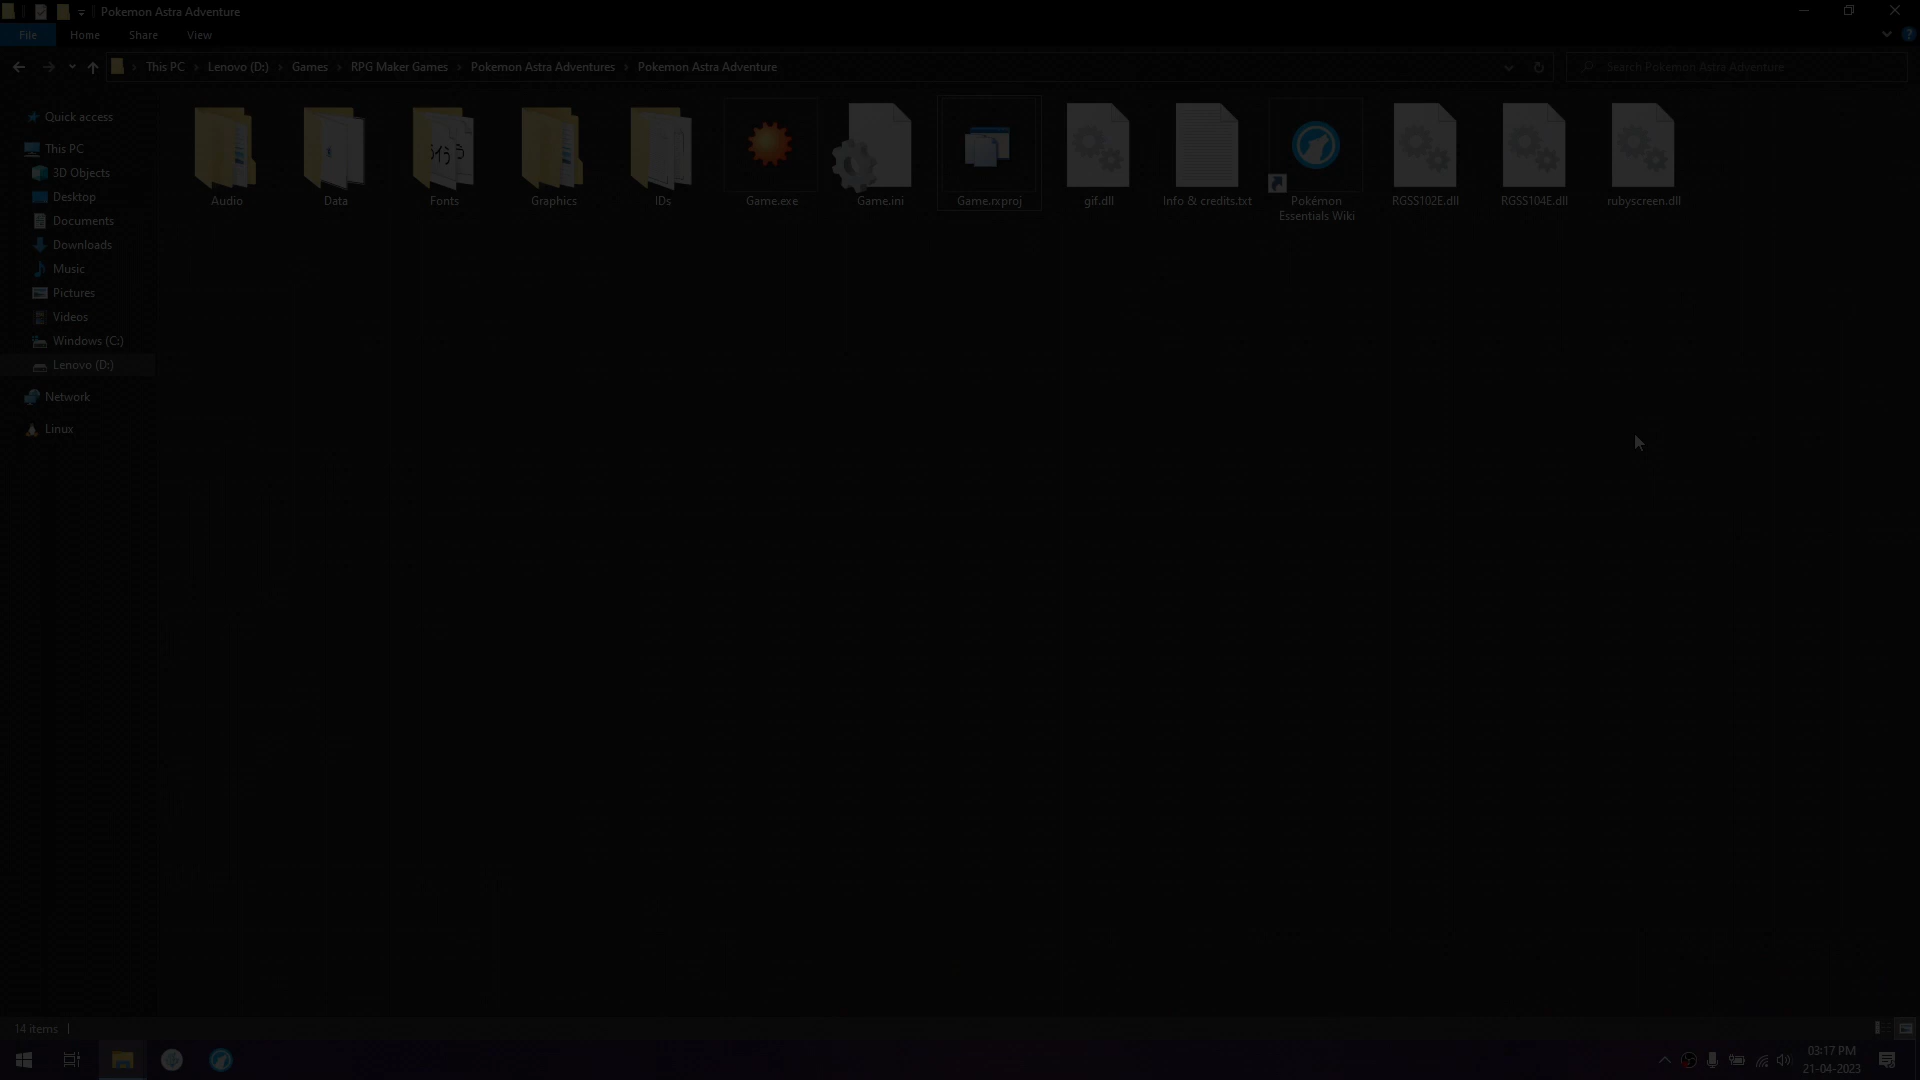 Pokemon Astra Adventure
File Home Share View
This PC Lenovo (D:) Games RPG Maker Games Pokemon Astra Adventures Pokemon Astra Adventure
Search Pokemon Astra Adventure
Quick access
This PC
3D Objects
Desktop
Documents
Downloads
Music
Pictures
Videos
Windows (C:)
Lenovo (D:)
Network
Linux
Audio Data Fonts Graphics IDs Game.exe Game.ini Game.rxproj gif.dll Info & credits.txt Pokémon Essentials Wiki RGSS102E.dll RGSS104E.dll rubyscreen.dll
14 items
03:17 PM
21-04-2023